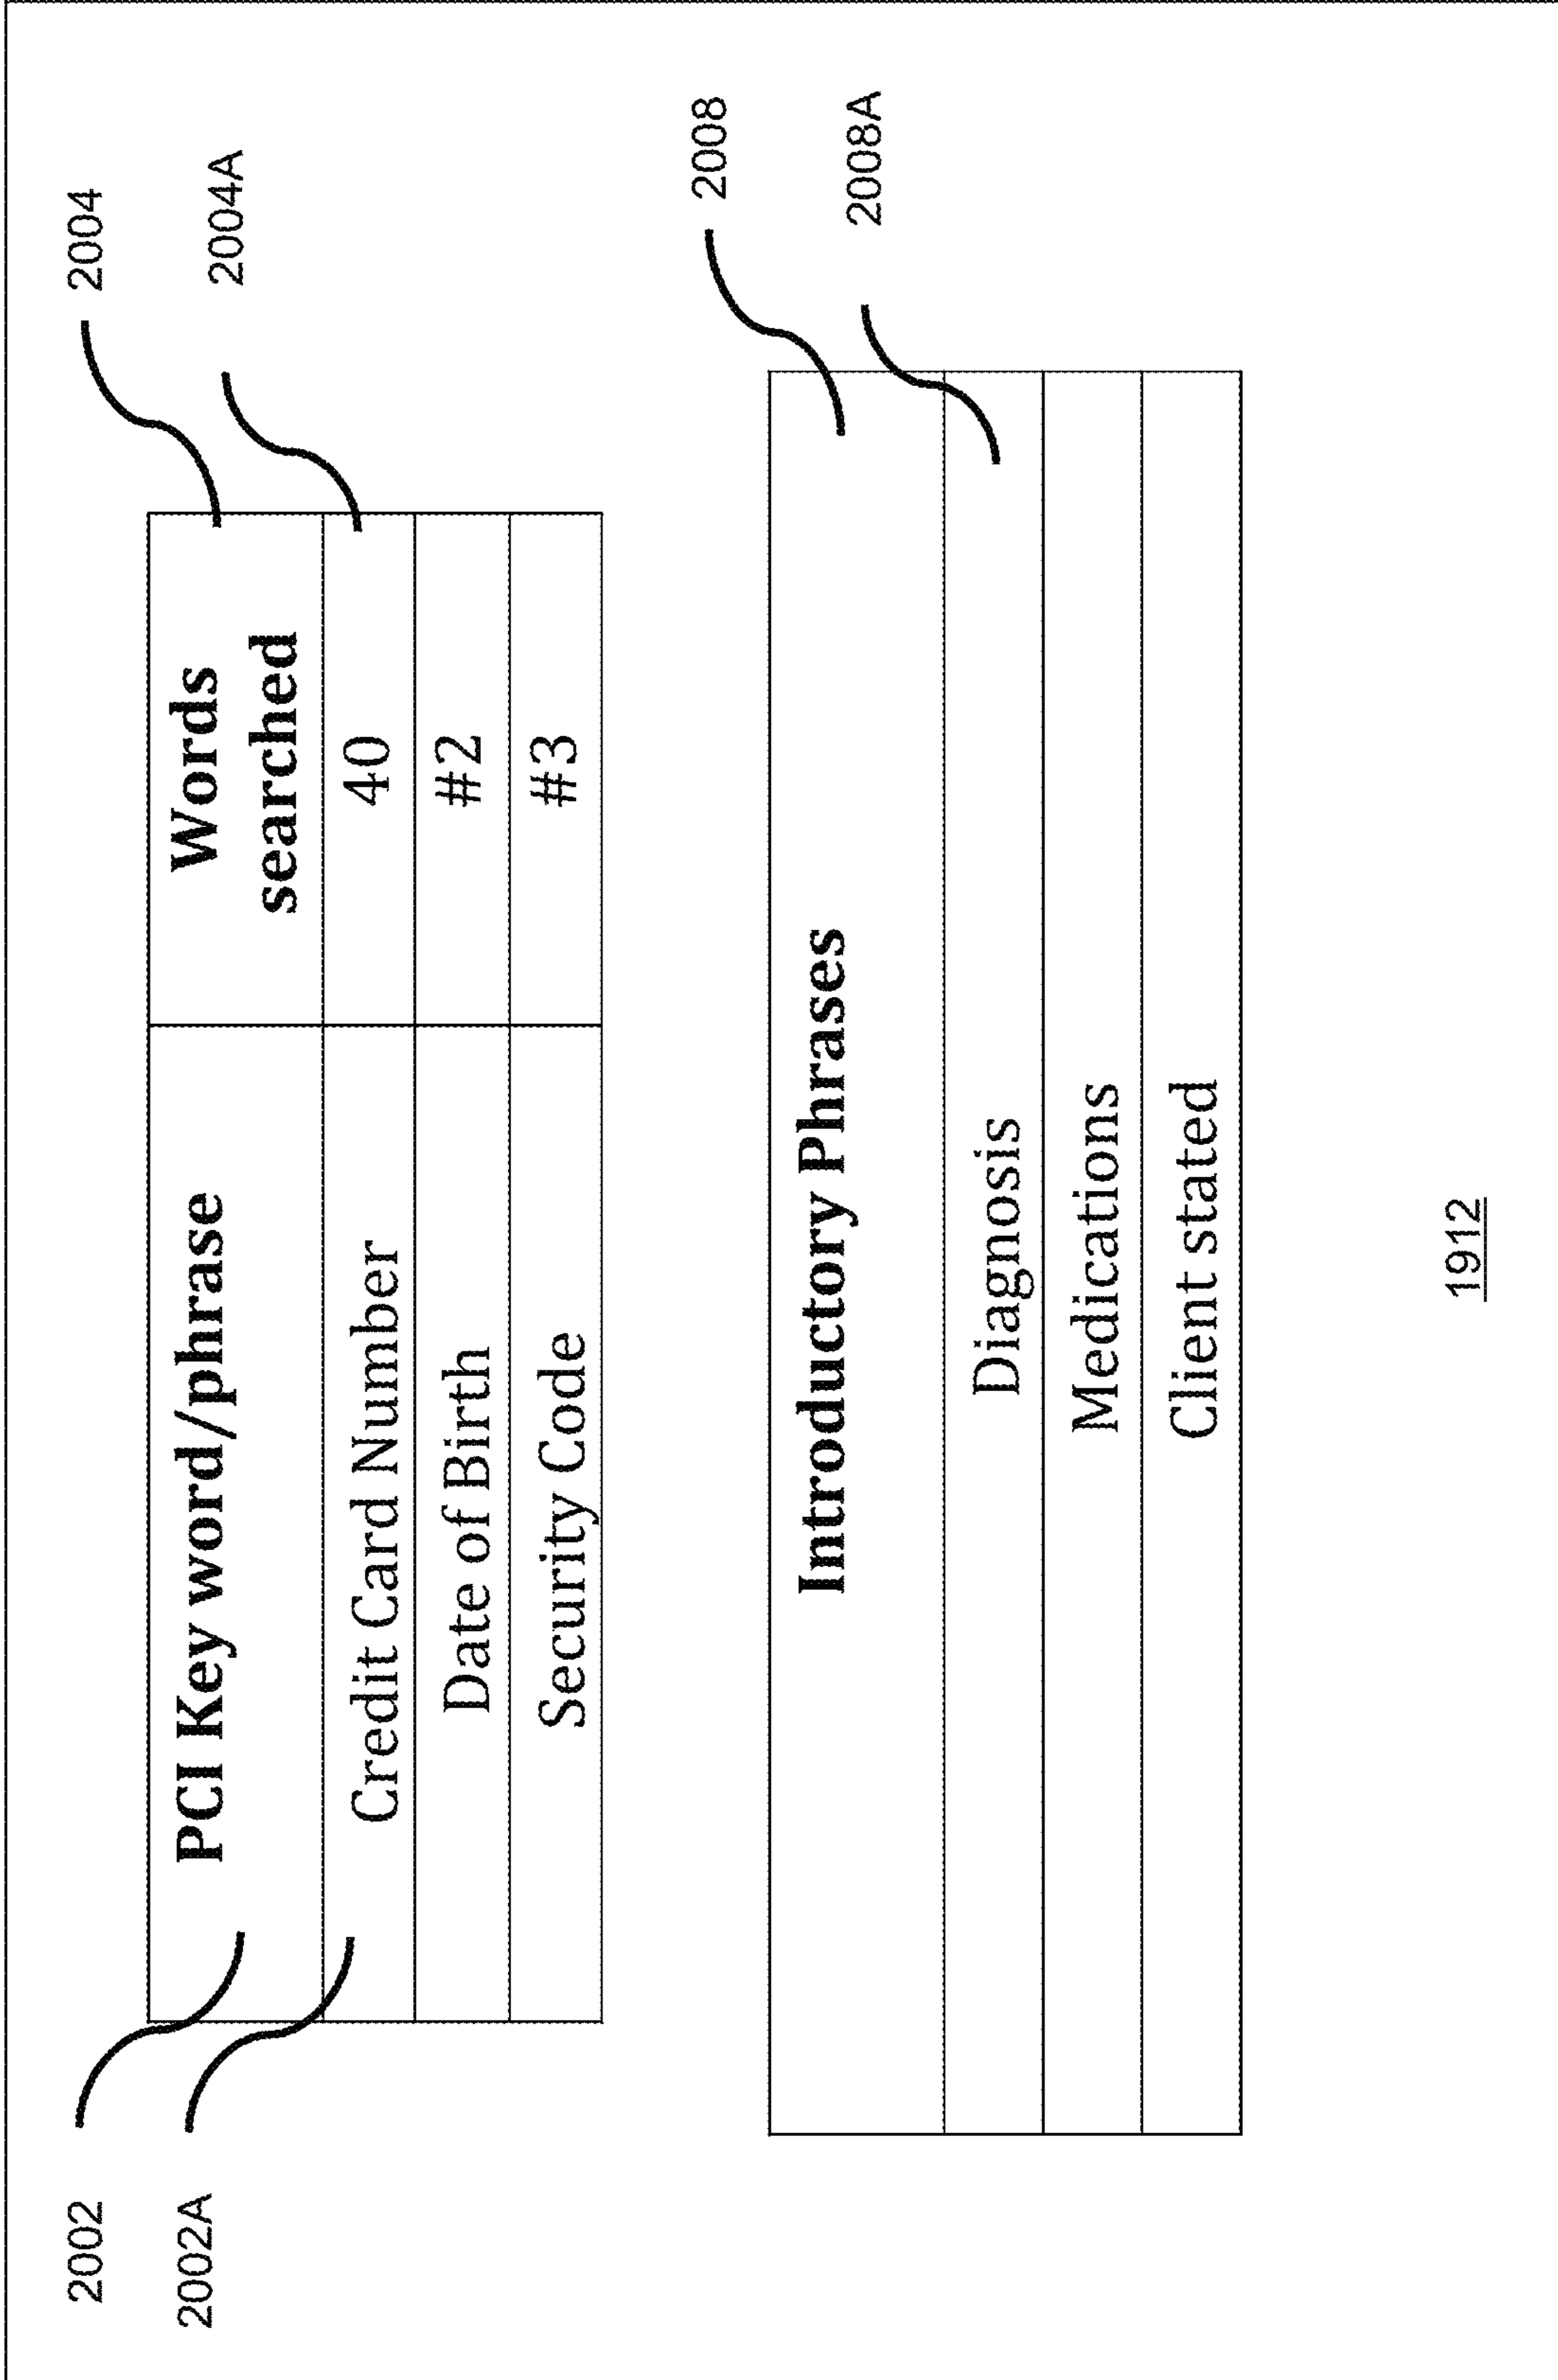 2002
2002A
2004
2004A
PCI Key word/phrase
Words
searched
Credit Card Number
40
Date of Birth
#2
Security Code
#3
2008
2008A
Introductory Phrases
Diagnosis
Medications
Client stated
1912